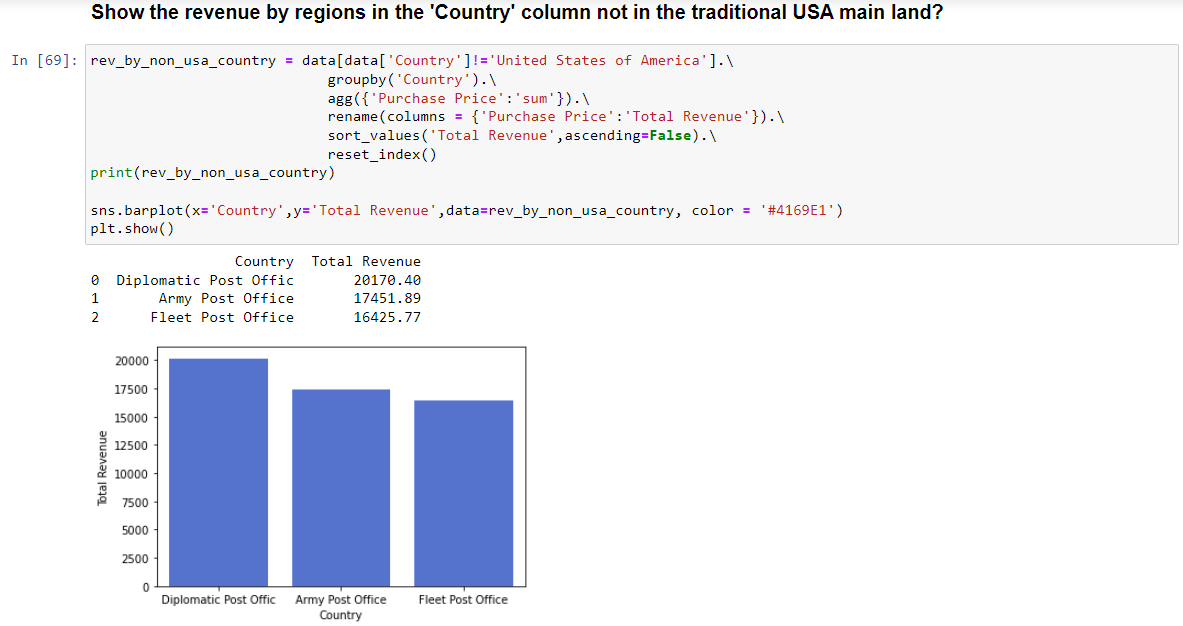 Show the revenue by regions in the 'Country' column not in the traditional USA main land?
In [69]: rev_by_non_usa_country = data[data['Country']!='United States of America'].\
groupby('Country').\
agg({'Purchase Price':'sum'}).\
rename(columns = {'Purchase Price':'Total Revenue'}).\
sort_values('Total Revenue',ascending=False).\
reset_index()
print(rev_by_non_usa_country)
sns.barplot(x='Country',y='Total Revenue',data=rev_by_non_usa_country, color = '#4169E1')
plt.show()
Country Total Revenue
0 Diplomatic Post Offic 20170.40
1 Army Post Office 17451.89
2 Fleet Post Office 16425.77
20000
17500
15000
12500
10000
7500
5000
2500
0
Total Revenue
Diplomatic Post Offic Army Post Office Fleet Post Office
Country